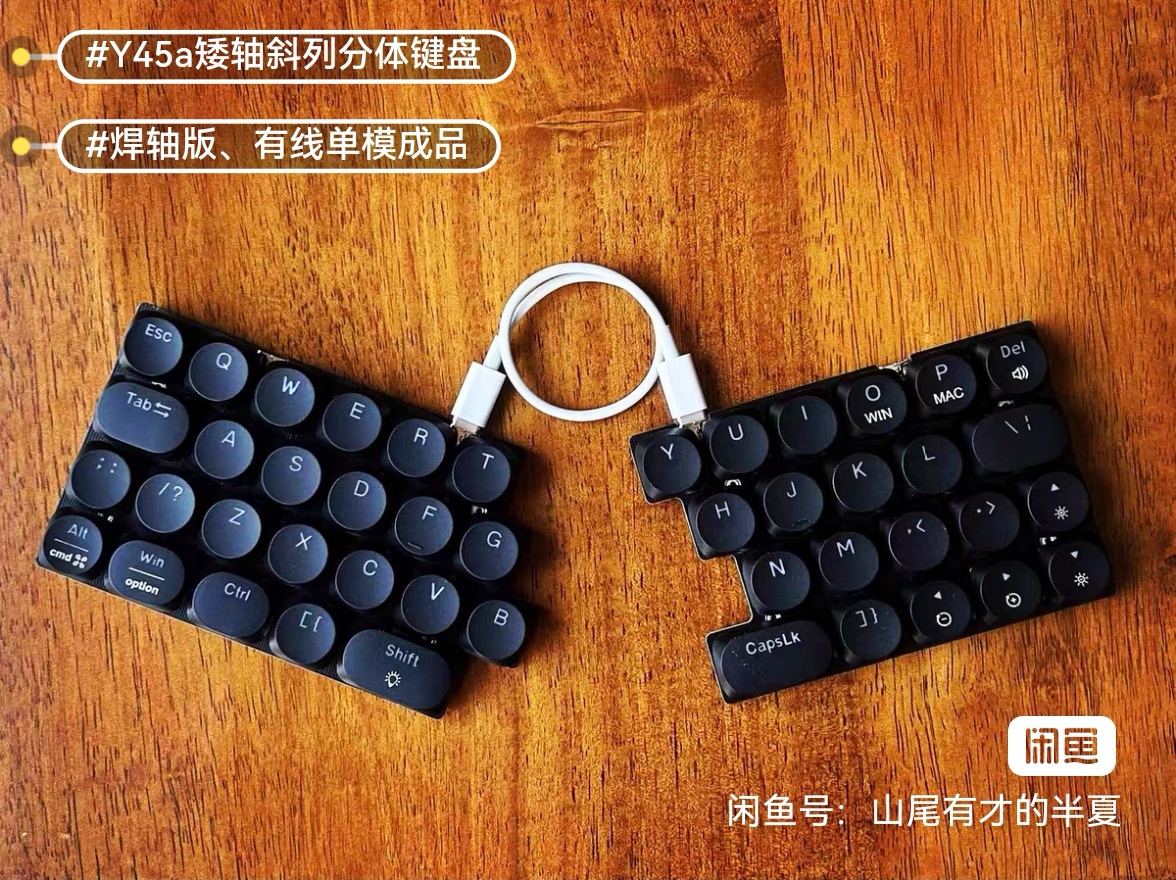 #Y45a矮轴斜列分体键盘
#焊轴版、有线单模成品
Esc Q W E R T
Tab A S D F G
: ; / ? Z X C V B
Alt cmd ⌘ Win option Ctrl [ { Shift
Y U I O WIN P MAC Del
H J K L \ |
N M , < . >
CapsLk ] }
闲鱼
闲鱼号：山尾有才的半夏